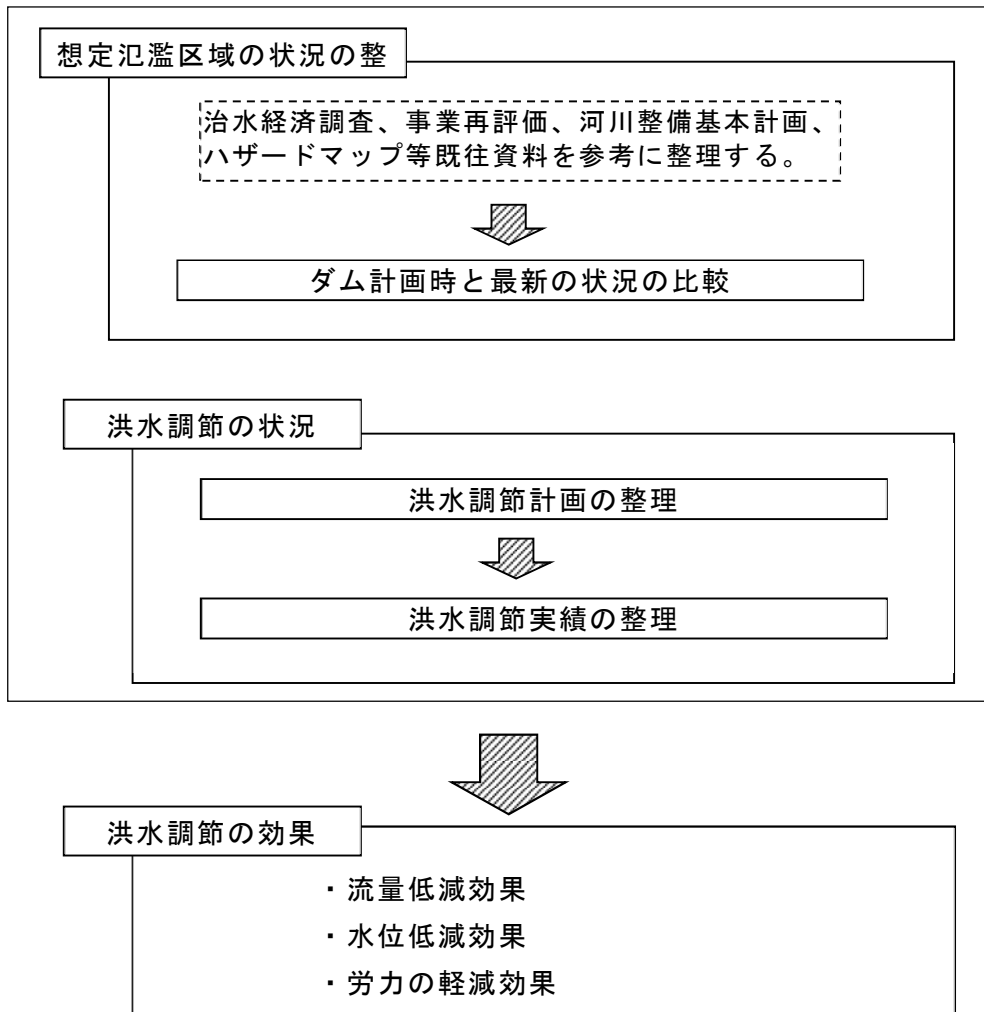 想定氾濫区域の状況の整
治水経済調査、事業再評価、河川整備基本計画、
ハザードマップ等既往資料を参考に整理する。
ダム計画時と最新の状況の比較
洪水調節の状況
洪水調節計画の整理
洪水調節実績の整理
洪水調節の効果
・流量低減効果
・水位低減効果
・労力の軽減効果